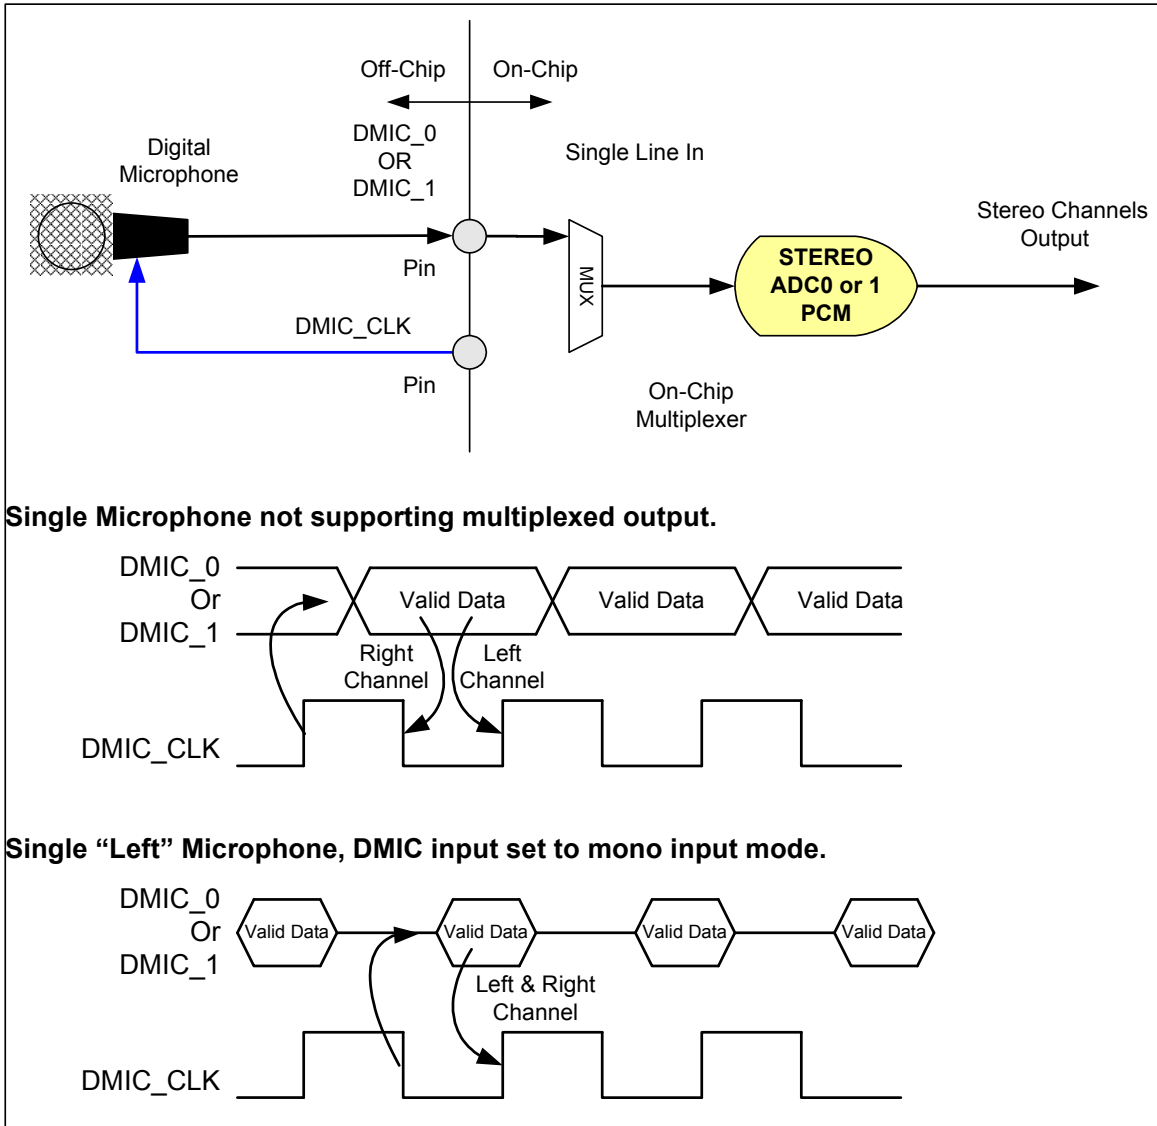 Off-Chip
On-Chip
DMIC_0
OR
DMIC_1
Single Line In
Digital
Microphone
Stereo Channels
Output
Pin
MUX
STEREO
ADC0 or 1
PCM
DMIC_CLK
Pin
On-Chip
Multiplexer
Single Microphone not supporting multiplexed output.
DMIC_0
Or
DMIC_1
Valid Data
Valid Data
Valid Data
Right
Channel
Left
Channel
DMIC_CLK
Single “Left” Microphone, DMIC input set to mono input mode.
DMIC_0
Or
DMIC_1
Valid Data
Valid Data
Valid Data
Valid Data
Left & Right
Channel
DMIC_CLK